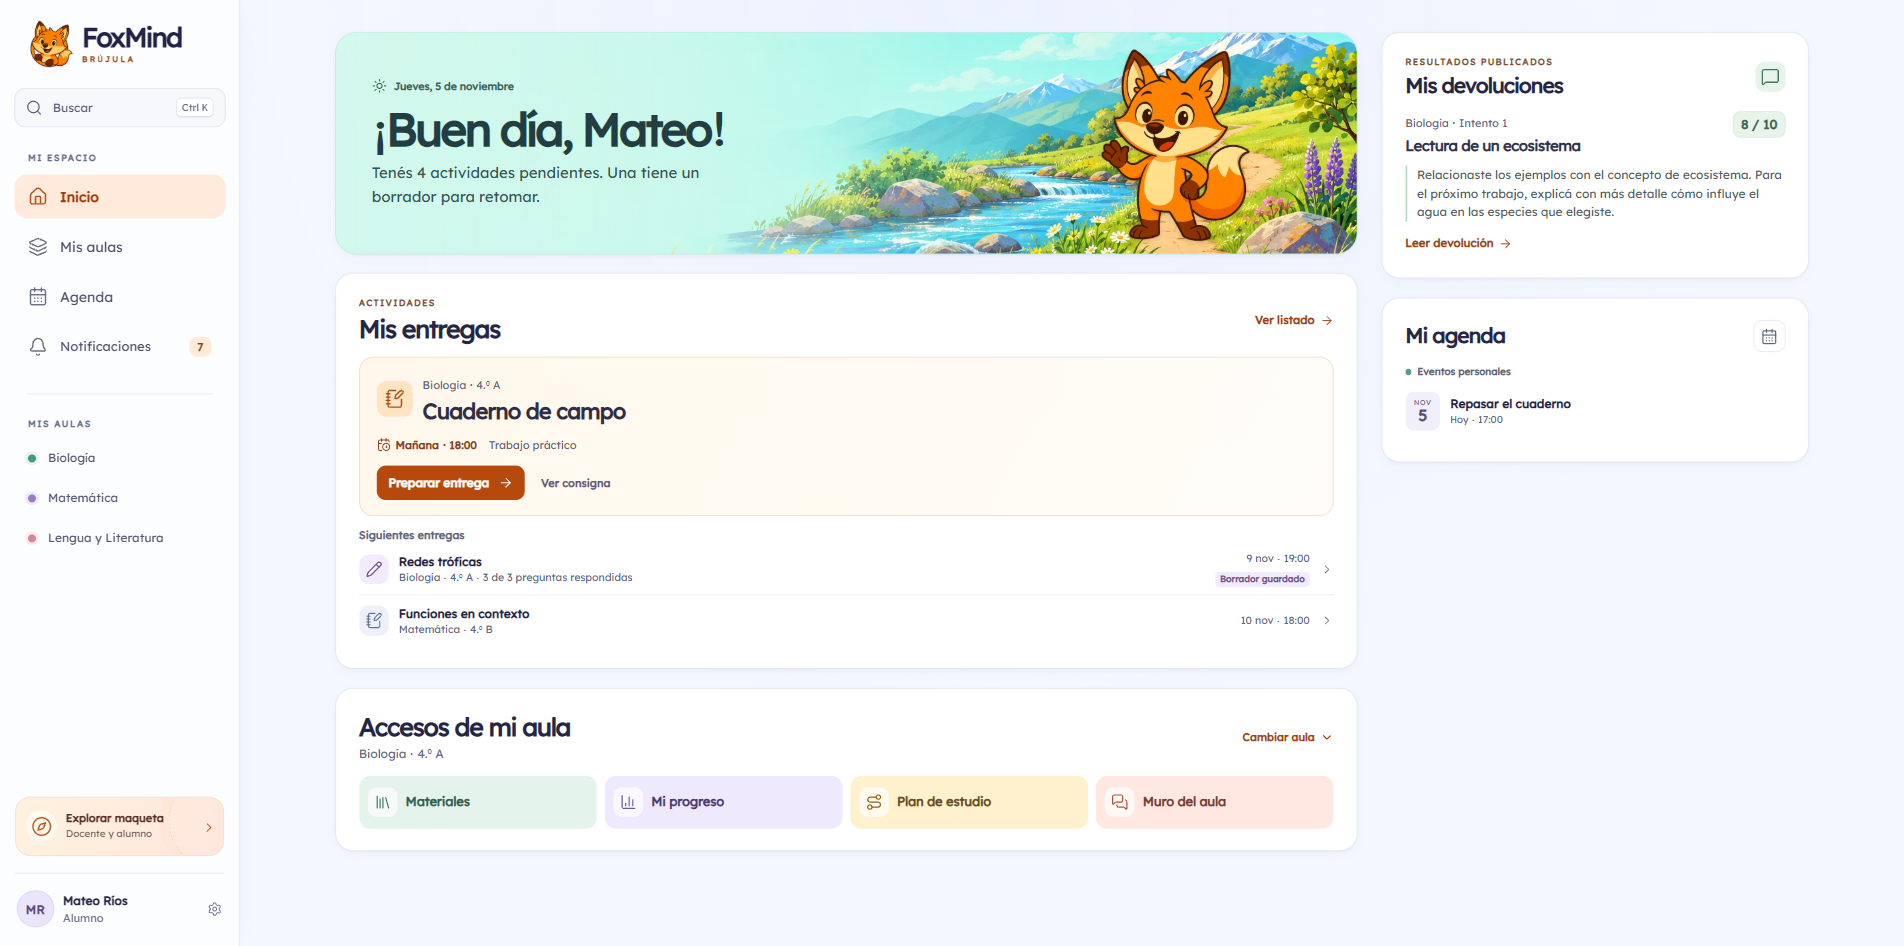 FoxMind
BRÚJULA
Buscar
Ctrl K
MI ESPACIO
Inicio
Mis aulas
Agenda
Notificaciones
7
MIS AULAS
Biología
Matemática
Lengua y Literatura
Explorar maqueta
Docente y alumno
MR
Mateo Ríos
Alumno
Jueves, 5 de noviembre
¡Buen día, Mateo!
Tenés 4 actividades pendientes. Una tiene un
borrador para retomar.
ACTIVIDADES
Mis entregas
Ver listado
Biología · 4.º A
Cuaderno de campo
Mañana · 18:00
Trabajo práctico
Preparar entrega
Ver consigna
Siguientes entregas
Redes tróficas
Biología · 4.º A · 3 de 3 preguntas respondidas
9 nov · 19:00
Borrador guardado
Funciones en contexto
Matemática · 4.º B
10 nov · 18:00
Accesos de mi aula
Biología · 4.º A
Cambiar aula
Materiales
Mi progreso
Plan de estudio
Muro del aula
RESULTADOS PUBLICADOS
Mis devoluciones
Biología · Intento 1
8 / 10
Lectura de un ecosistema
Relacionaste los ejemplos con el concepto de ecosistema. Para
el próximo trabajo, explicá con más detalle cómo influye el
agua en las especies que elegiste.
Leer devolución
Mi agenda
Eventos personales
NOV
5
Repasar el cuaderno
Hoy · 17:00